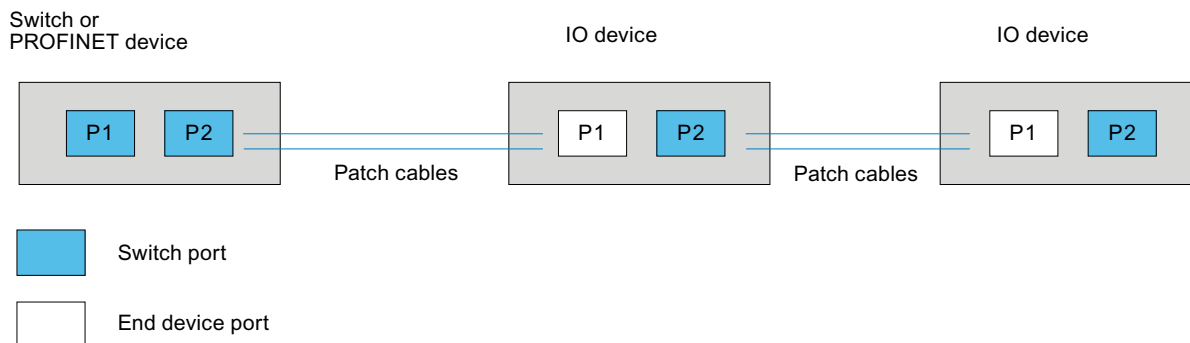 Switch or
PROFINET device
IO device
IO device
P1
P2
P1
P2
P1
P2
Patch cables
Patch cables
Switch port
End device port